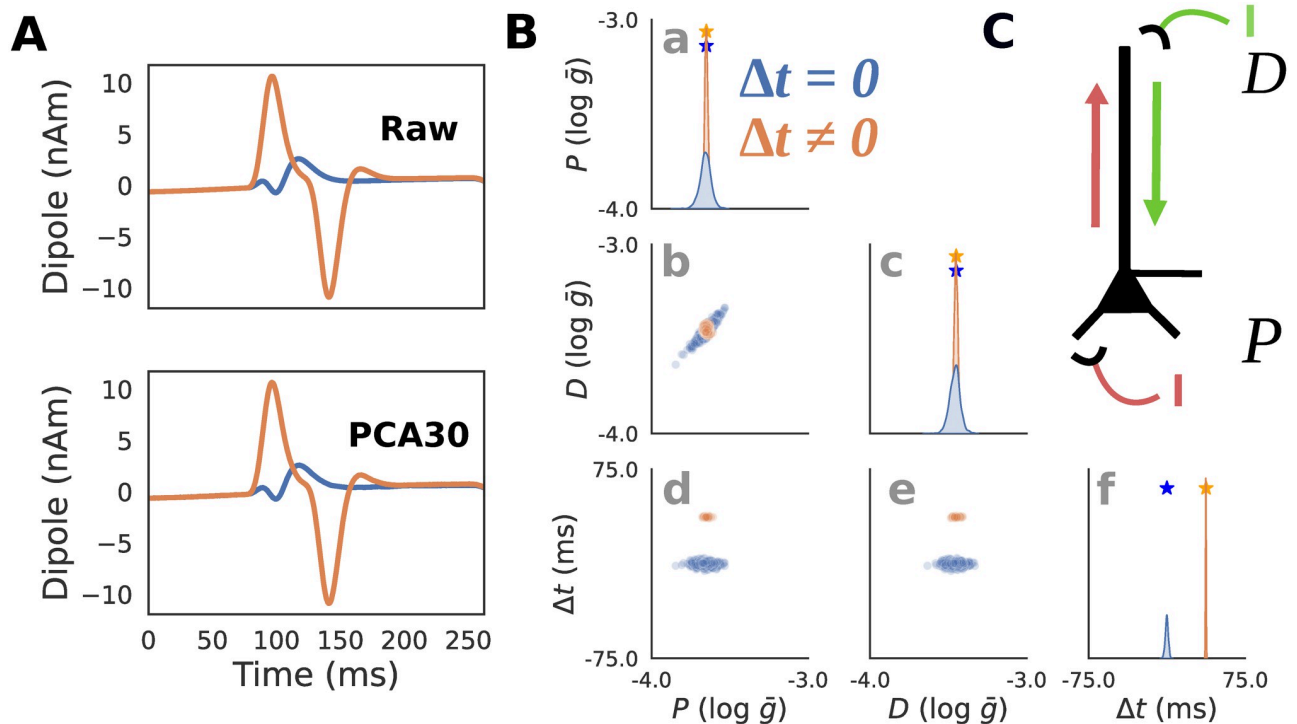 A
Dipole (nAm)
10
5
0
−5
−10
Raw
Dipole (nAm)
10
5
0
−5
−10
PCA30
0 50 100 150 200 250
Time (ms)
B
P (log ḡ)
-3.0
-4.0
a
Δt = 0
Δt ≠ 0
D (log ḡ)
-3.0
-4.0
b
c
Δt (ms)
75.0
-75.0
d
e
f
-4.0 -3.0 -4.0 -3.0 -75.0 75.0
P (log ḡ) D (log ḡ) Δt (ms)
C
D
P